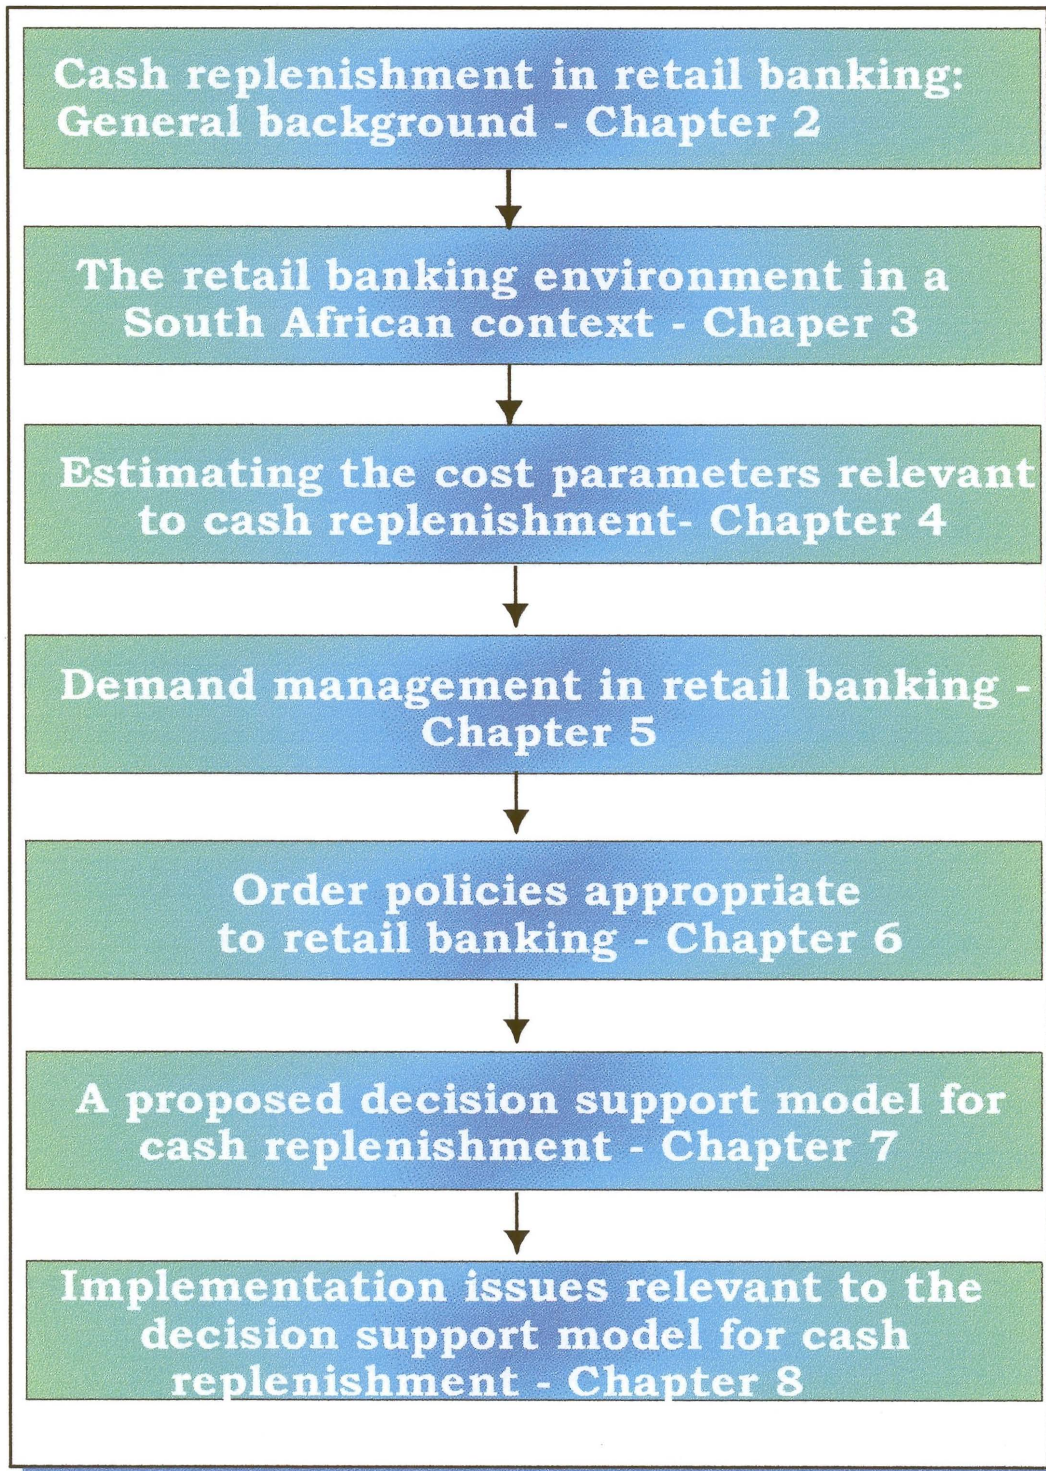 Cash replenishment in retail banking:
General background - Chapter 2
The retail banking environment in a
South African context - Chaper 3
Estimating the cost parameters relevant
to cash replenishment- Chapter 4
Demand management in retail banking -
Chapter 5
Order policies appropriate
to retail banking - Chapter 6
A proposed decision support model for
cash replenishment - Chapter 7
Implementation issues relevant to the
decision support model for cash
replenishment - Chapter 8